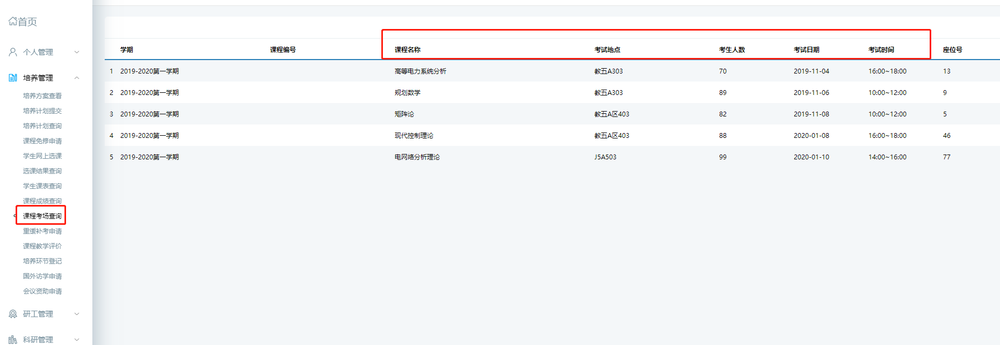 首页
个人管理
培养管理
培养方案查看
培养计划提交
培养计划查询
课程免修申请
学生网上选课
选课结果查询
学生课表查询
课程成绩查询
课程考场查询
重缓补考申请
课程教学评价
培养环节登记
国外访学申请
会议资助申请
研工管理
科研管理
学期 课程编号 课程名称 考试地点 考生人数 考试日期 考试时间 座位号
1 2019-2020第一学期 高等电力系统分析 教五A303 70 2019-11-04 16:00~18:00 13
2 2019-2020第一学期 规划数学 教五A303 89 2019-11-06 10:00~12:00 9
3 2019-2020第一学期 矩阵论 教五A区403 82 2019-11-08 10:00~12:00 5
4 2019-2020第一学期 现代控制理论 教五A区403 88 2020-01-08 16:00~18:00 46
5 2019-2020第一学期 电网络分析理论 J5A503 99 2020-01-10 14:00~16:00 77